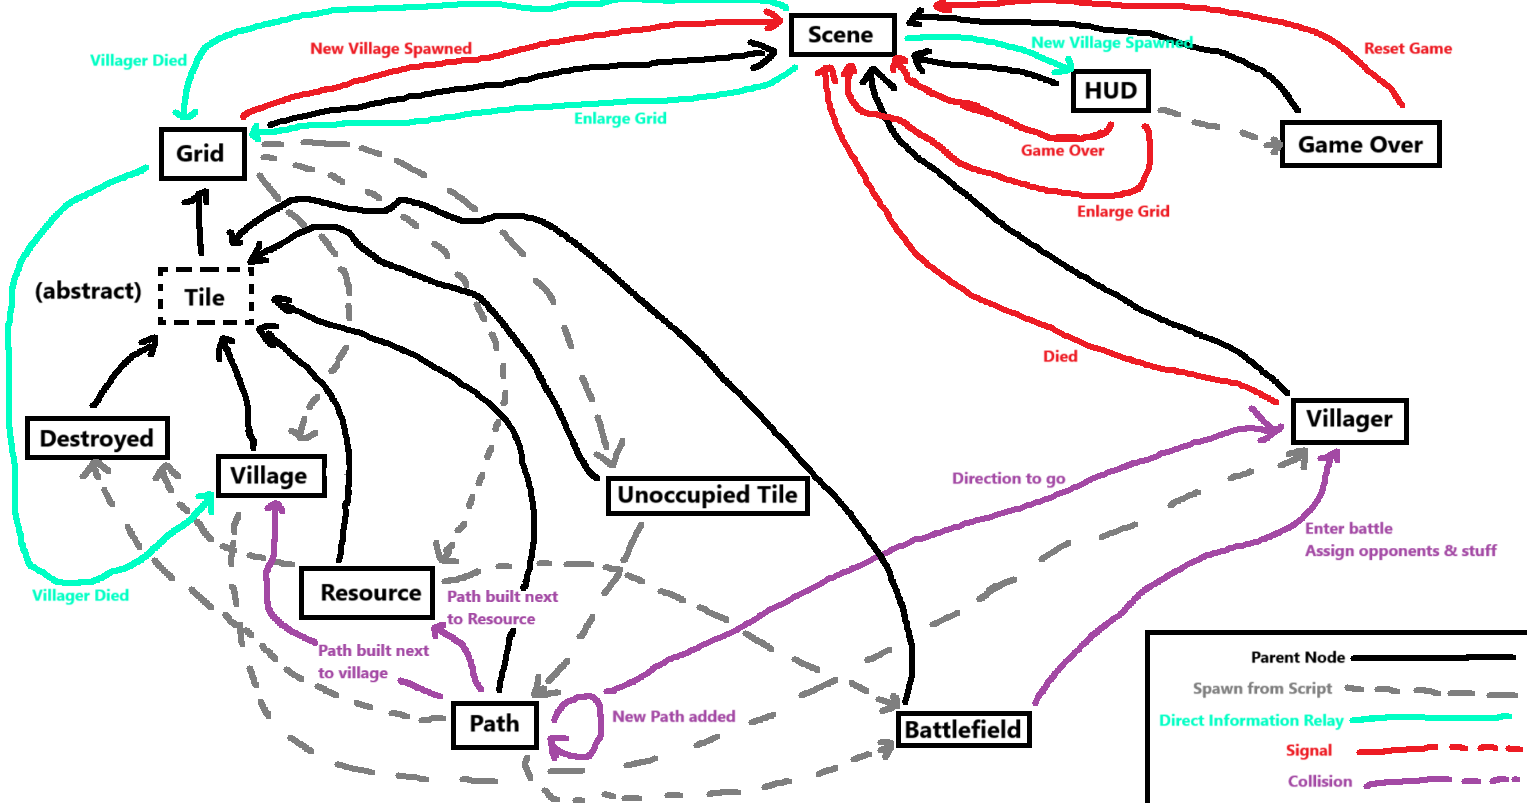 Scene
Villager Died
New Village Spawned
New Village Spawned
Reset Game
HUD
Enlarge Grid
Game Over
Game Over
Grid
Enlarge Grid
(abstract)
Tile
Died
Villager
Destroyed
Village
Unoccupied Tile
Direction to go
Enter battle
Assign opponents & stuff
Resource
Path built next
to Resource
Villager Died
Path built next
to village
Path
New Path added
Battlefield
Parent Node
Spawn from Script
Direct Information Relay
Signal
Collision